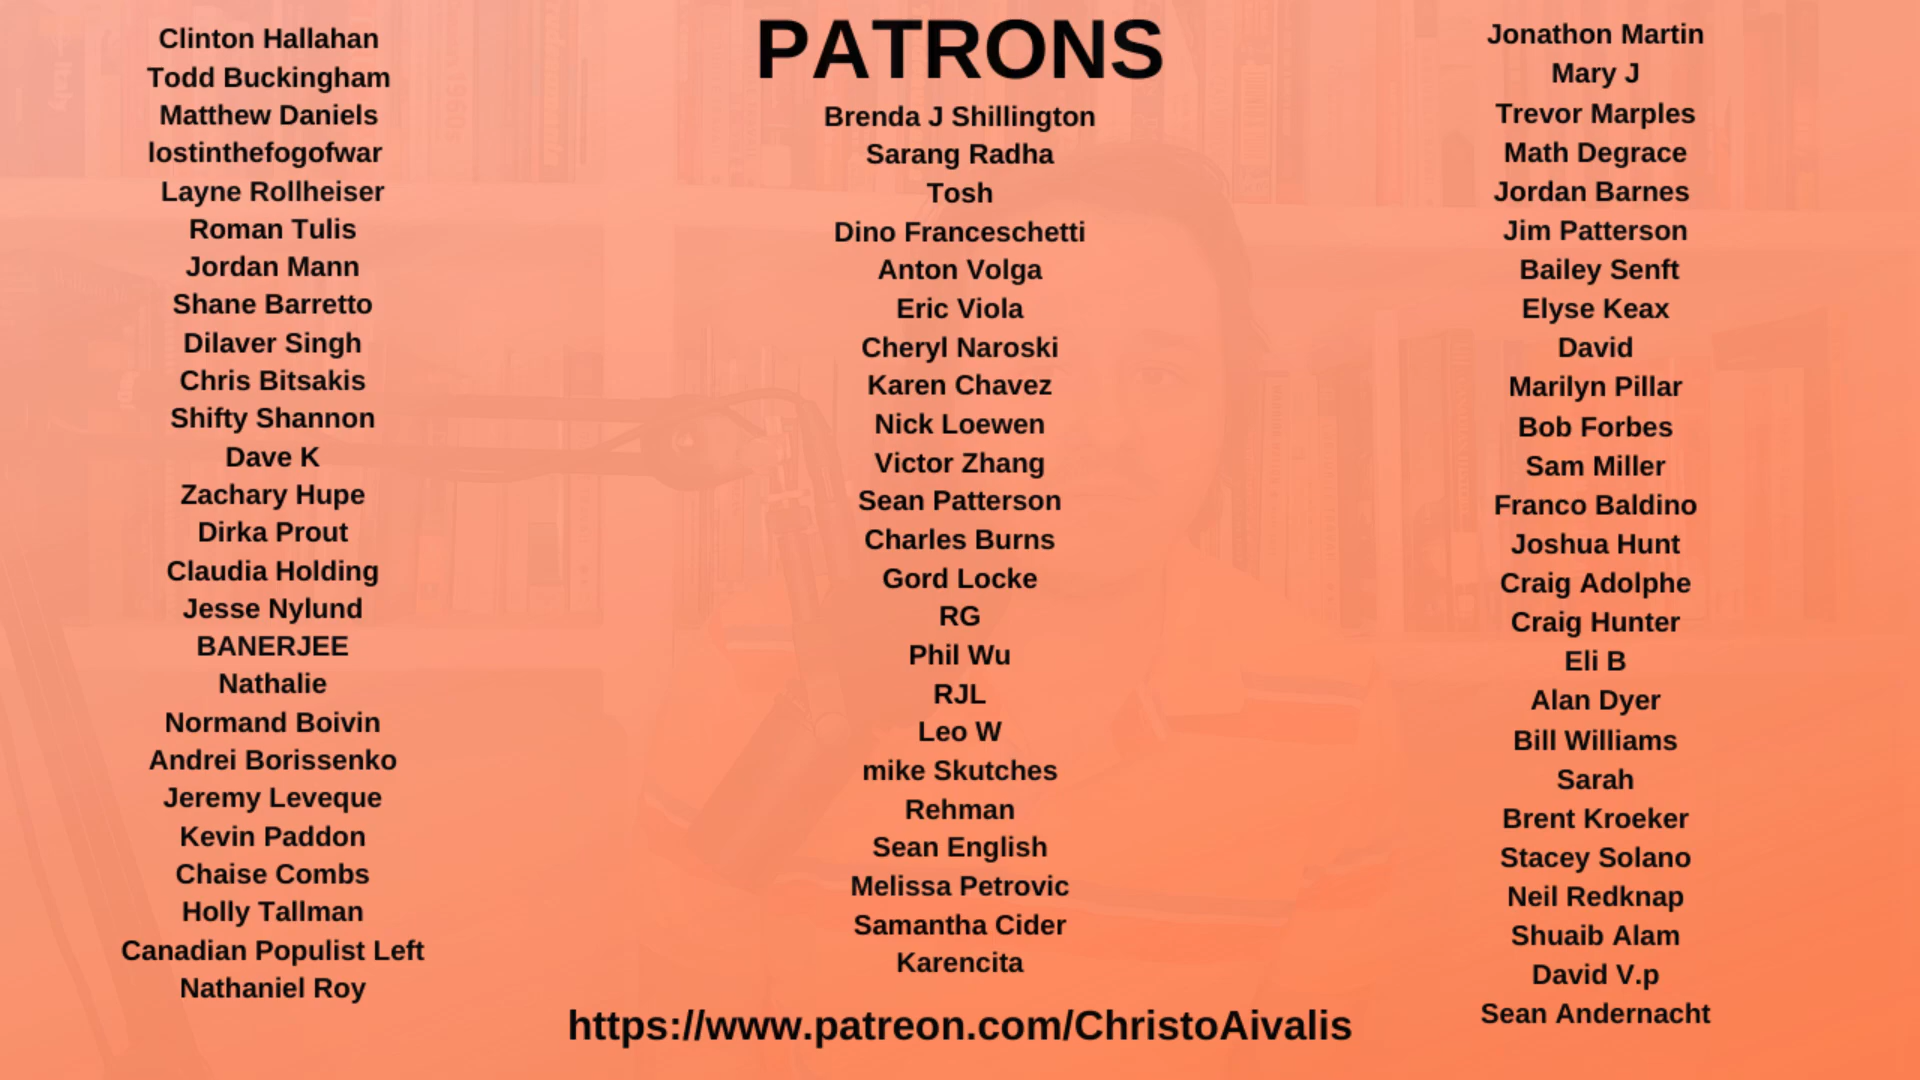 Clinton Hallahan
Todd Buckingham
Matthew Daniels
lostinthefogofwar
Layne Rollheiser
Roman Tulis
Jordan Mann
Shane Barretto
Dilaver Singh
Chris Bitsakis
Shifty Shannon
Dave K
Zachary Hupe
Dirka Prout
Claudia Holding
Jesse Nylund
BANERJEE
Nathalie
Normand Boivin
Andrei Borissenko
Jeremy Leveque
Kevin Paddon
Chaise Combs
Holly Tallman
Canadian Populist Left
Nathaniel Roy
PATRONS
Brenda J Shillington
Sarang Radha
Tosh
Dino Franceschetti
Anton Volga
Eric Viola
Cheryl Naroski
Karen Chavez
Nick Loewen
Victor Zhang
Sean Patterson
Charles Burns
Gord Locke
RG
Phil Wu
RJL
Leo W
mike Skutches
Rehman
Sean English
Melissa Petrovic
Samantha Cider
Karencita
https://www.patreon.com/ChristoAivalis
Jonathon Martin
Mary J
Trevor Marples
Math Degrace
Jordan Barnes
Jim Patterson
Bailey Senft
Elyse Keax
David
Marilyn Pillar
Bob Forbes
Sam Miller
Franco Baldino
Joshua Hunt
Craig Adolphe
Craig Hunter
Eli B
Alan Dyer
Bill Williams
Sarah
Brent Kroeker
Stacey Solano
Neil Redknap
Shuaib Alam
David V.p
Sean Andernacht